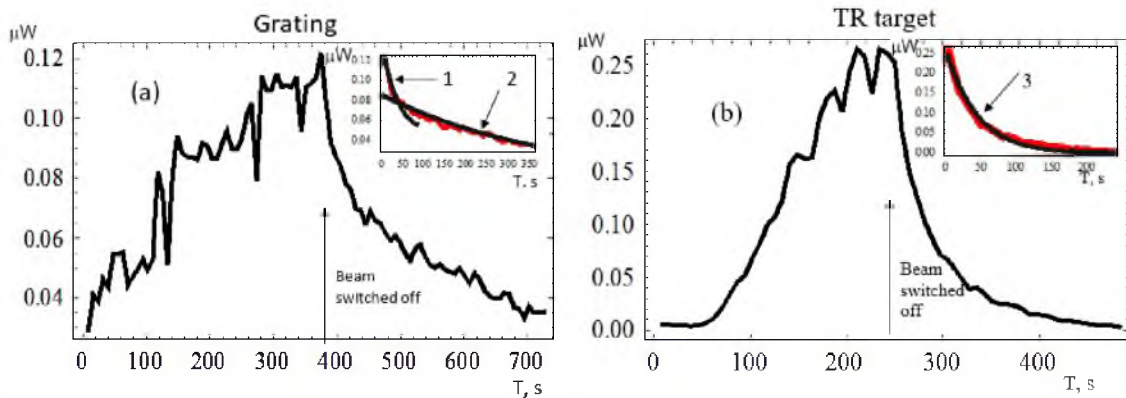 Grating
μW
0.12
0.10
0.08
0.06
0.04
(a)
μW
0.12
0.10
0.08
0.06
0.04
1
2
0 50 100 150 200 250 300 350
T. s
Beam
switched off
0 100 200 300 400 500 600 700
T, s
TR target
μW
0.25
0.20
0.15
0.10
0.05
0.00
(b)
μW
0.25
0.20
0.15
0.10
0.05
0.00
3
0 50 100 150 200
T, s
Beam
switched
off
0 100 200 300 400
T, s